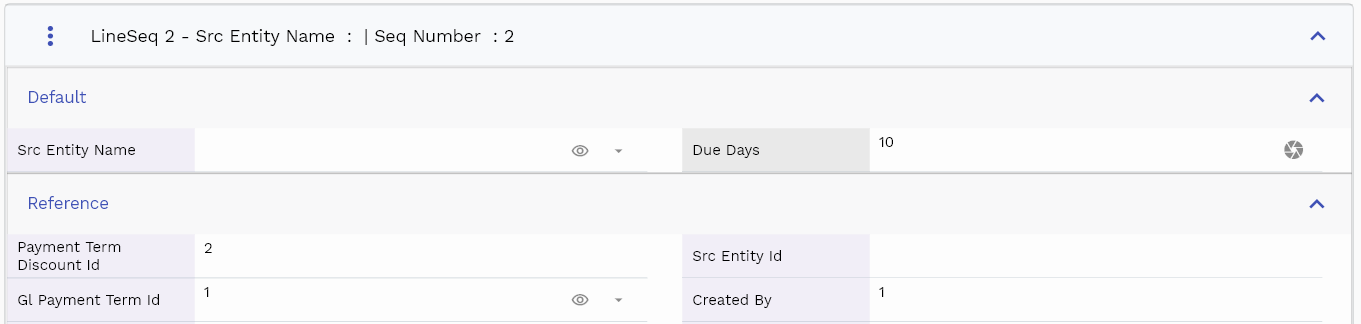 LineSeq 2 - Src Entity Name : | Seq Number : 2
Default
Src Entity Name
Due Days 10
Reference
Payment Term
Discount Id 2
Src Entity Id
Gl Payment Term Id 1
Created By 1